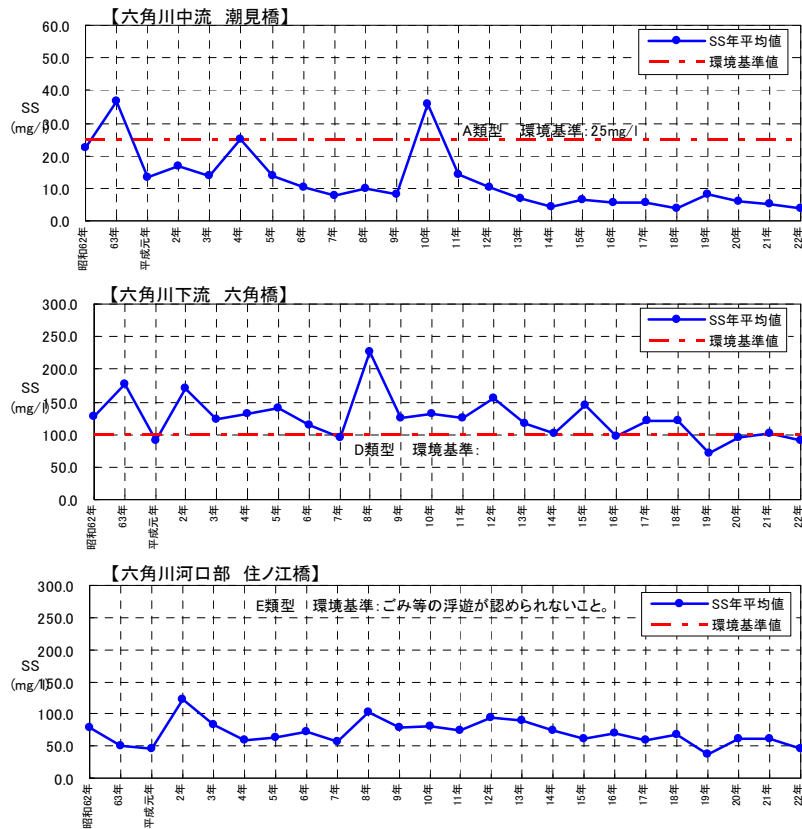 【六角川中流 潮見橋】
60.0
50.0
40.0
30.0
20.0
10.0
0.0
SS
(mg/l)
SS年平均値
環境基準値
A類型 環境基準:25mg/l
昭和62年
63年
平成元年
2年
3年
4年
5年
6年
7年
8年
9年
10年
11年
12年
13年
14年
15年
16年
17年
18年
19年
20年
21年
22年
【六角川下流 六角橋】
300.0
250.0
200.0
150.0
100.0
50.0
0.0
SS
(mg/l)
SS年平均値
環境基準値
D類型 環境基準:
昭和62年
63年
平成元年
2年
3年
4年
5年
6年
7年
8年
9年
10年
11年
12年
13年
14年
15年
16年
17年
18年
19年
20年
21年
22年
【六角川河口部 住ノ江橋】
300.0
250.0
200.0
150.0
100.0
50.0
0.0
SS
(mg/l)
E類型 環境基準:ごみ等の浮遊が認められないこと。
SS年平均値
環境基準値
昭和62年
63年
平成元年
2年
3年
4年
5年
6年
7年
8年
9年
10年
11年
12年
13年
14年
15年
16年
17年
18年
19年
20年
21年
22年